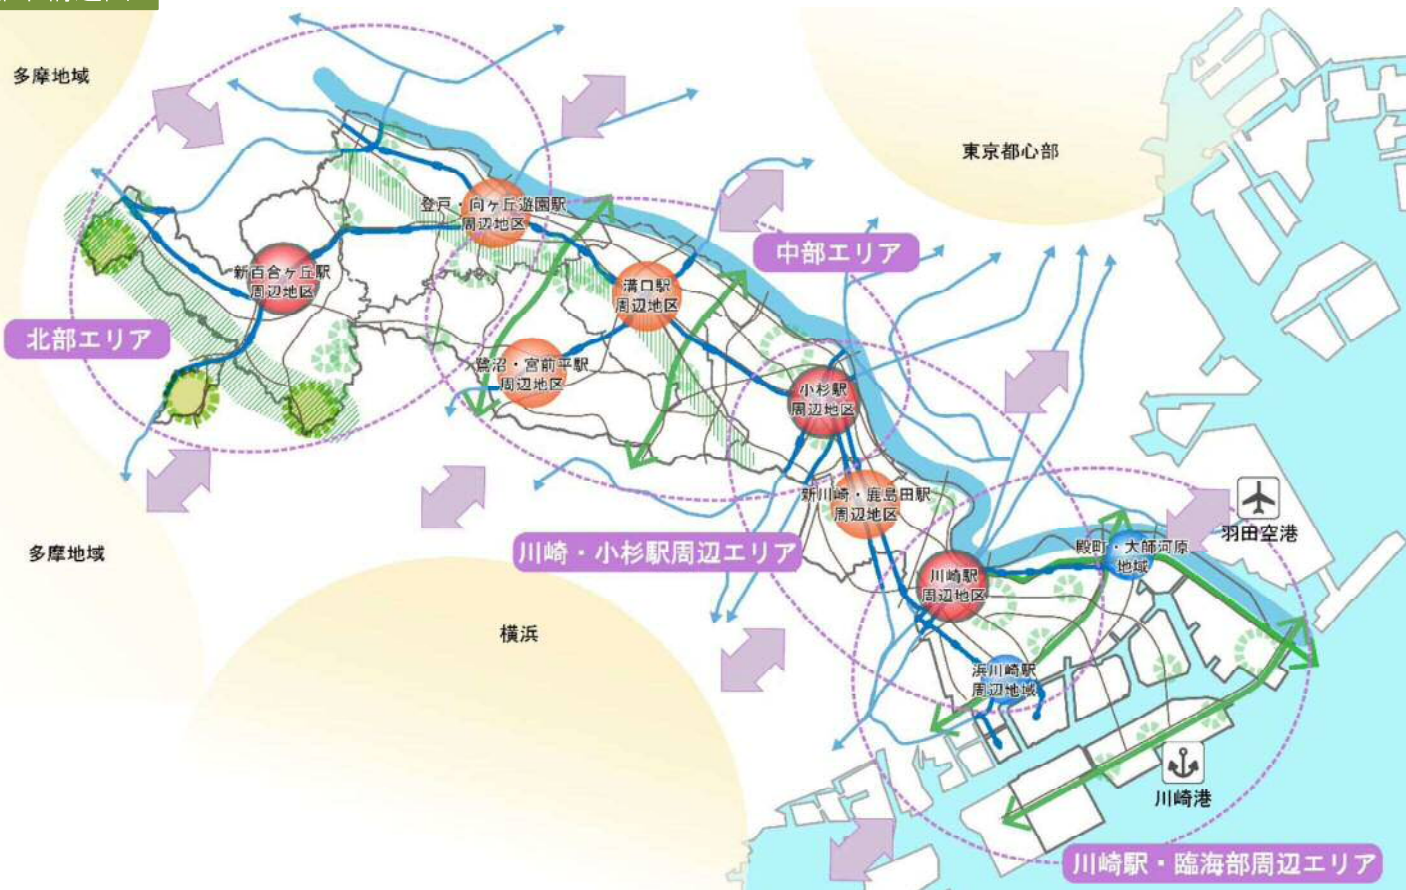 多摩地域
東京都心部
登戸・向ヶ丘遊園駅
周辺地区
中部エリア
新百合ヶ丘駅
周辺地区
溝口駅
周辺地区
北部エリア
鷺沼・宮前平駅
周辺地区
小杉駅
周辺地区
新川崎・鹿島田駅
周辺地区
羽田空港
川崎・小杉駅周辺エリア
殿町・大師河原
地域
多摩地域
川崎駅
周辺地区
横浜
浜川崎駅
周辺地域
川崎港
川崎駅・臨海部周辺エリア